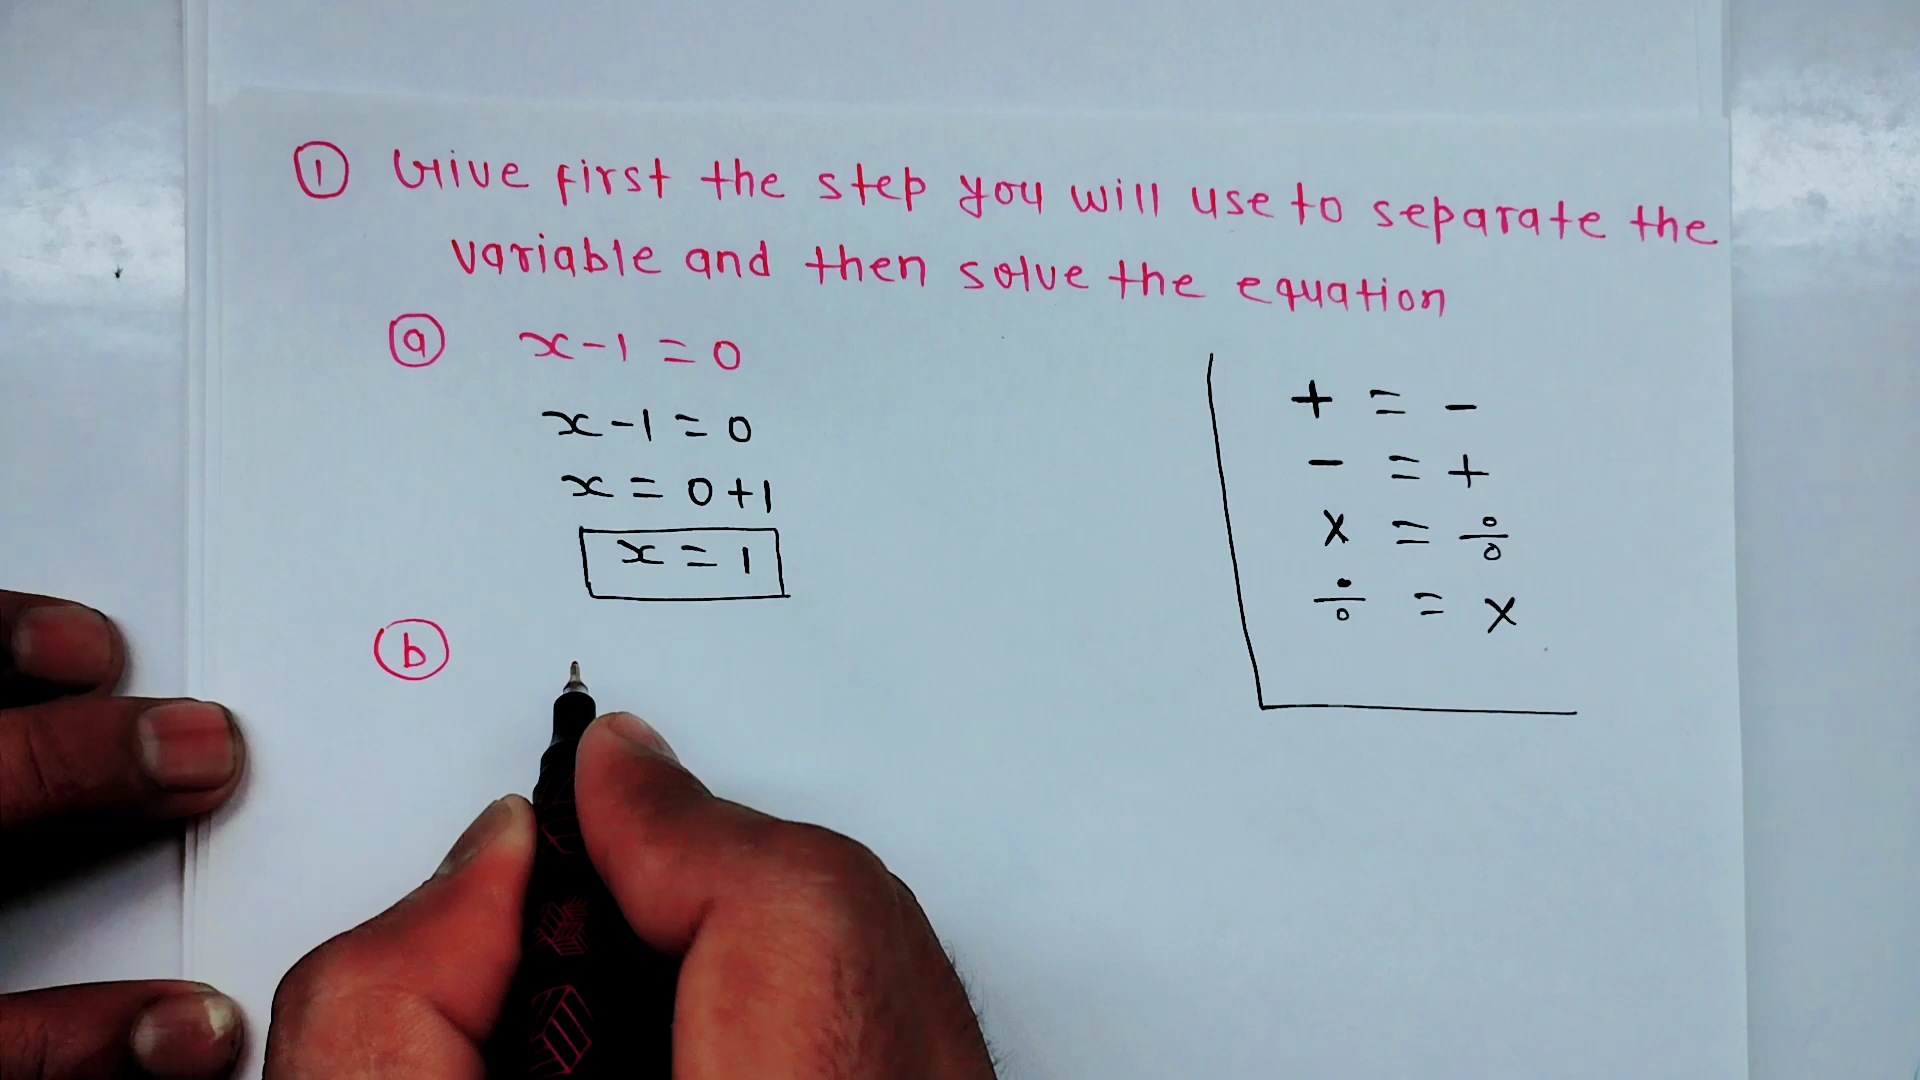 ① Give first the step you will use to separate the
variable and then solve the equation
ⓐ x-1=0
x-1=0
x=0+1
x=1
ⓑ
+ = -
- = +
× = ÷
÷ = ×